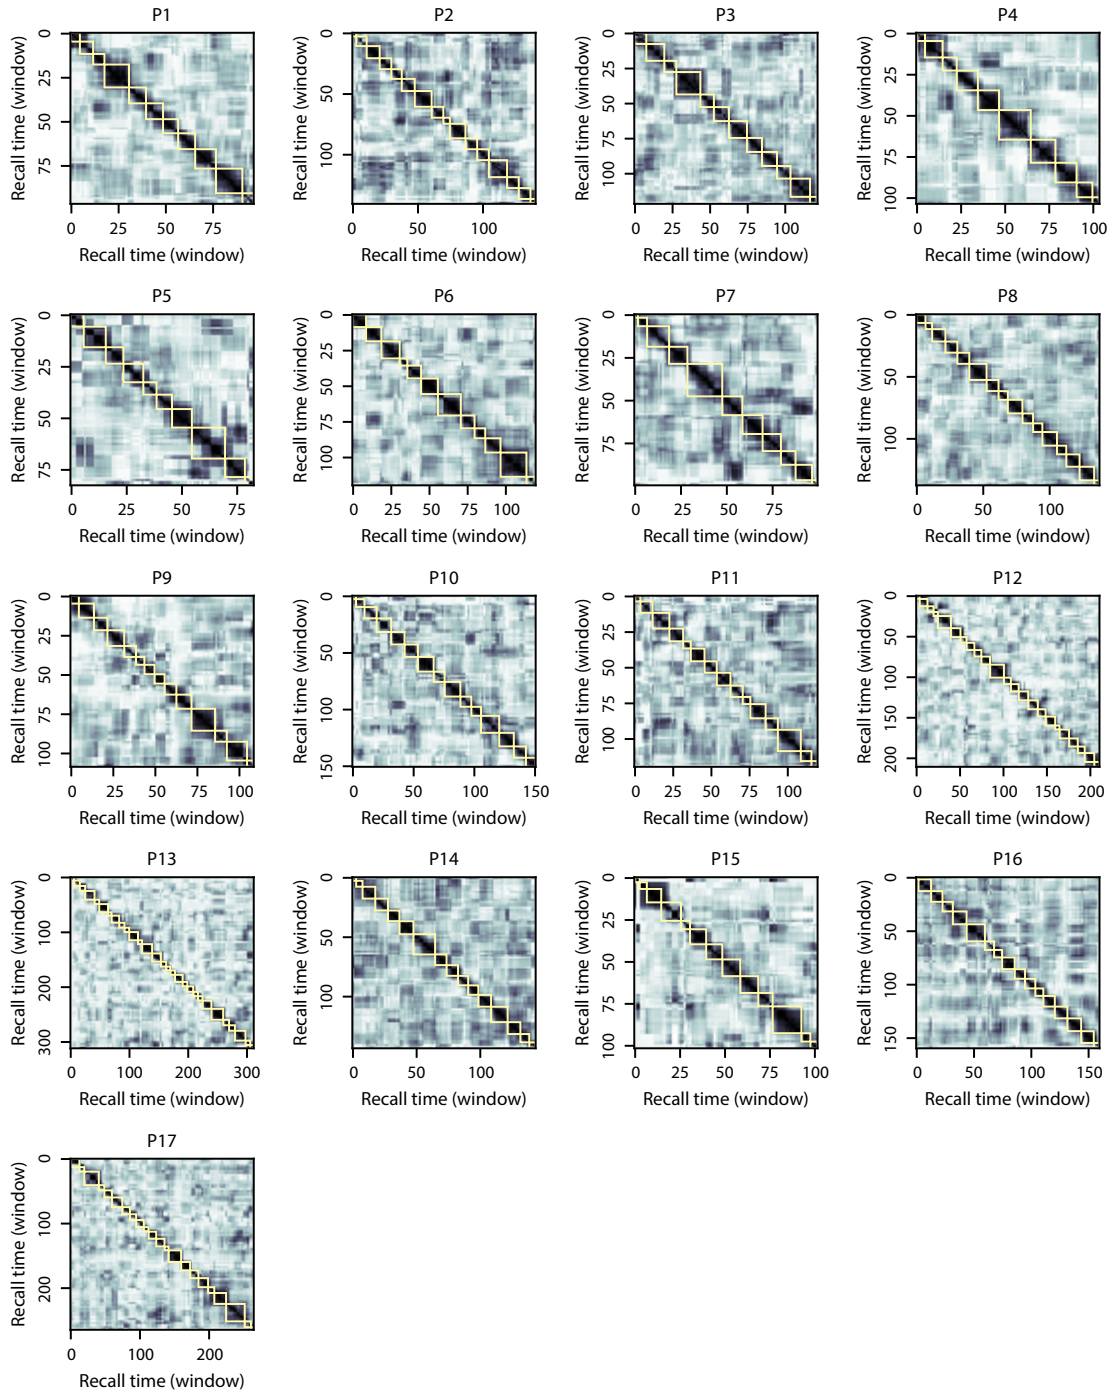 P1 P2 P3 P4
Recall time (window) 0 25 50 75
Recall time (window) 0 50 100
Recall time (window) 0 25 50 75 100
Recall time (window) 0 25 50 75 100
0 25 50 75
0 50 100
0 25 50 75 100
0 25 50 75 100
Recall time (window) Recall time (window) Recall time (window) Recall time (window)
P5 P6 P7 P8
Recall time (window) 0 25 50 75
Recall time (window) 0 25 50 75 100
Recall time (window) 0 25 50 75
Recall time (window) 0 50 100
0 25 50 75
0 25 50 75 100
0 25 50 75
0 50 100
Recall time (window) Recall time (window) Recall time (window) Recall time (window)
P9 P10 P11 P12
Recall time (window) 0 25 50 75 100
Recall time (window) 0 50 100 150
Recall time (window) 0 25 50 75 100
Recall time (window) 0 50 100 150 200
0 25 50 75 100
0 50 100 150
0 25 50 75 100
0 50 100 150 200
Recall time (window) Recall time (window) Recall time (window) Recall time (window)
P13 P14 P15 P16
Recall time (window) 0 100 200 300
Recall time (window) 0 50 100
Recall time (window) 0 25 50 75 100
Recall time (window) 0 50 100 150
0 100 200 300
0 50 100
0 25 50 75 100
0 50 100 150
Recall time (window) Recall time (window) Recall time (window) Recall time (window)
P17
Recall time (window) 0 100 200
0 100 200
Recall time (window)